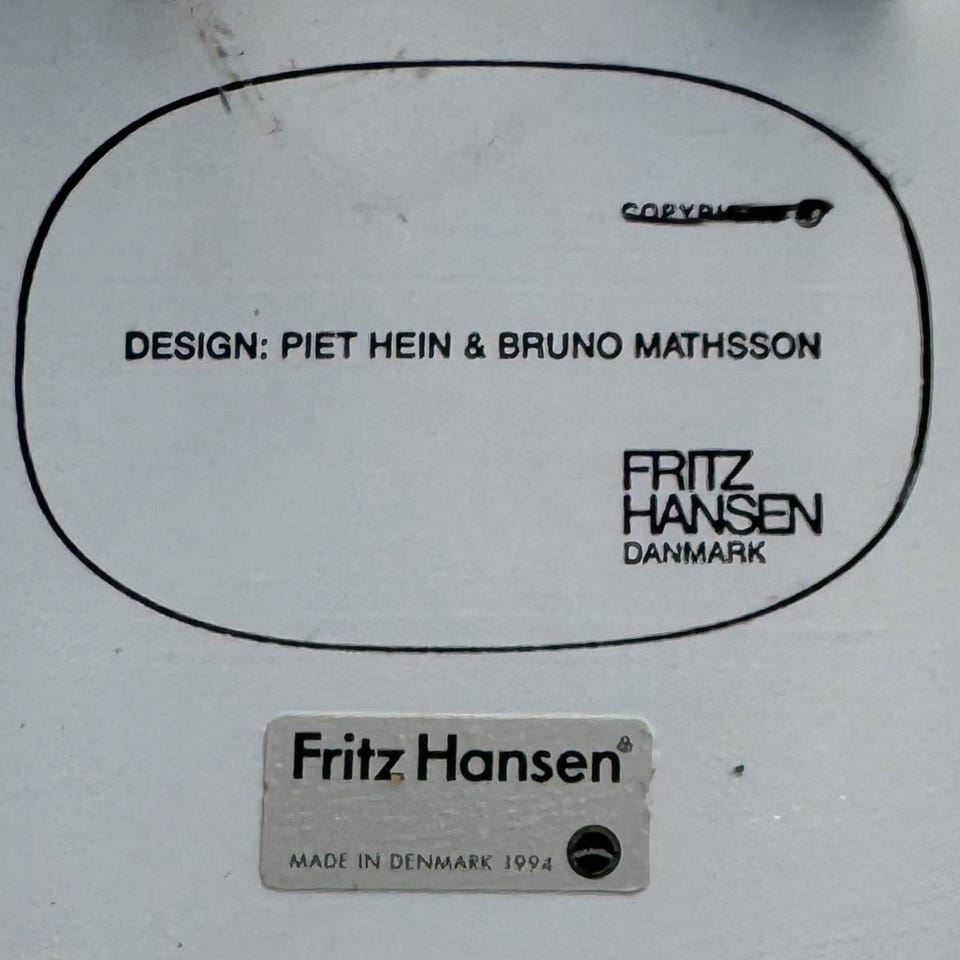 DESIGN: PIET HEIN & BRUNO MATHSSON
FRITZ
HANSEN
DANMARK
Fritz Hansen
MADE IN DENMARK 1994